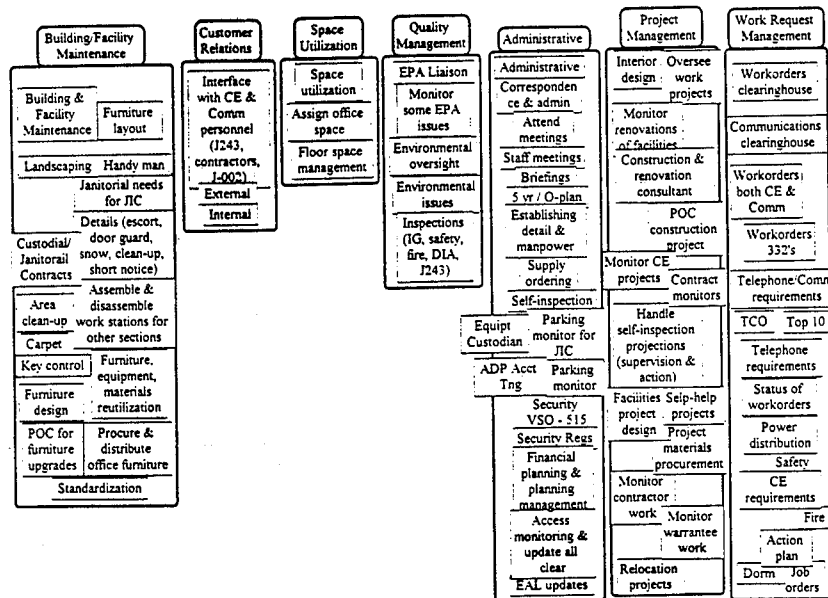 Building/Facility
Maintenance
Building &
Facility
Maintenance
Furniture
layout
Landscaping
Handy man
Janitorial needs
for JIC
Custodial/
Janitorail
Contracts
Details (escort,
door guard,
snow, clean-up,
short notice)
Area
clean-up
Assemble &
disassemble
work stations for
other sections
Carpet
Key control
Furniture,
equipment,
materials
reutilization
Furniture
design
POC for
furniture
upgrades
Procure &
distribute
office furniture
Standardization
Customer
Relations
Interface
with CE &
Comm
personnel
(J243,
contractors,
J-002)
External
Internal
Space
Utilization
Space
utilization
Assign office
space
Floor space
management
Quality
Management
EPA Liaison
Monitor
some EPA
issues
Environmental
oversight
Environmental
issues
Inspections
(IG, safety,
fire, DIA,
J243)
Administrative
Administrative
Corresponden
ce & admin
Attend
meetings
Staff meetings
Briefings
5 yr / O-plan
Establishing
detail &
manpower
Supply
ordering
Self-inspection
Equipt
Custodian
Parking
monitor for
JIC
ADP Acct
Tng
Parking
monitor
Security
VSO - 515
Security Regs
Financial
planning &
planning
management
Access
monitoring &
update all
clear
EAL updates
Project
Management
Interior
design
Oversee
work
projects
Monitor
renovations
of facilities
Construction &
renovation
consultant
POC
construction
project
Monitor CE
projects
Contract
monitors
Handle
self-inspection
projections
(supervision &
action)
Facilities
project
design
Selp-help
projects
Project
materials
procurement
Monitor
contractor
work
Monitor
warrantee
work
Relocation
projects
Work Request
Management
Workorders
clearinghouse
Communications
clearinghouse
Workorders
both CE &
Comm
Workorders
332's
Telephone/Comm
requirements
TCO
Top 10
Telephone
requirements
Status of
workorders
Power
distribution
Safety
CE
requirements
Fire
Action
plan
Dorm
Job
orders